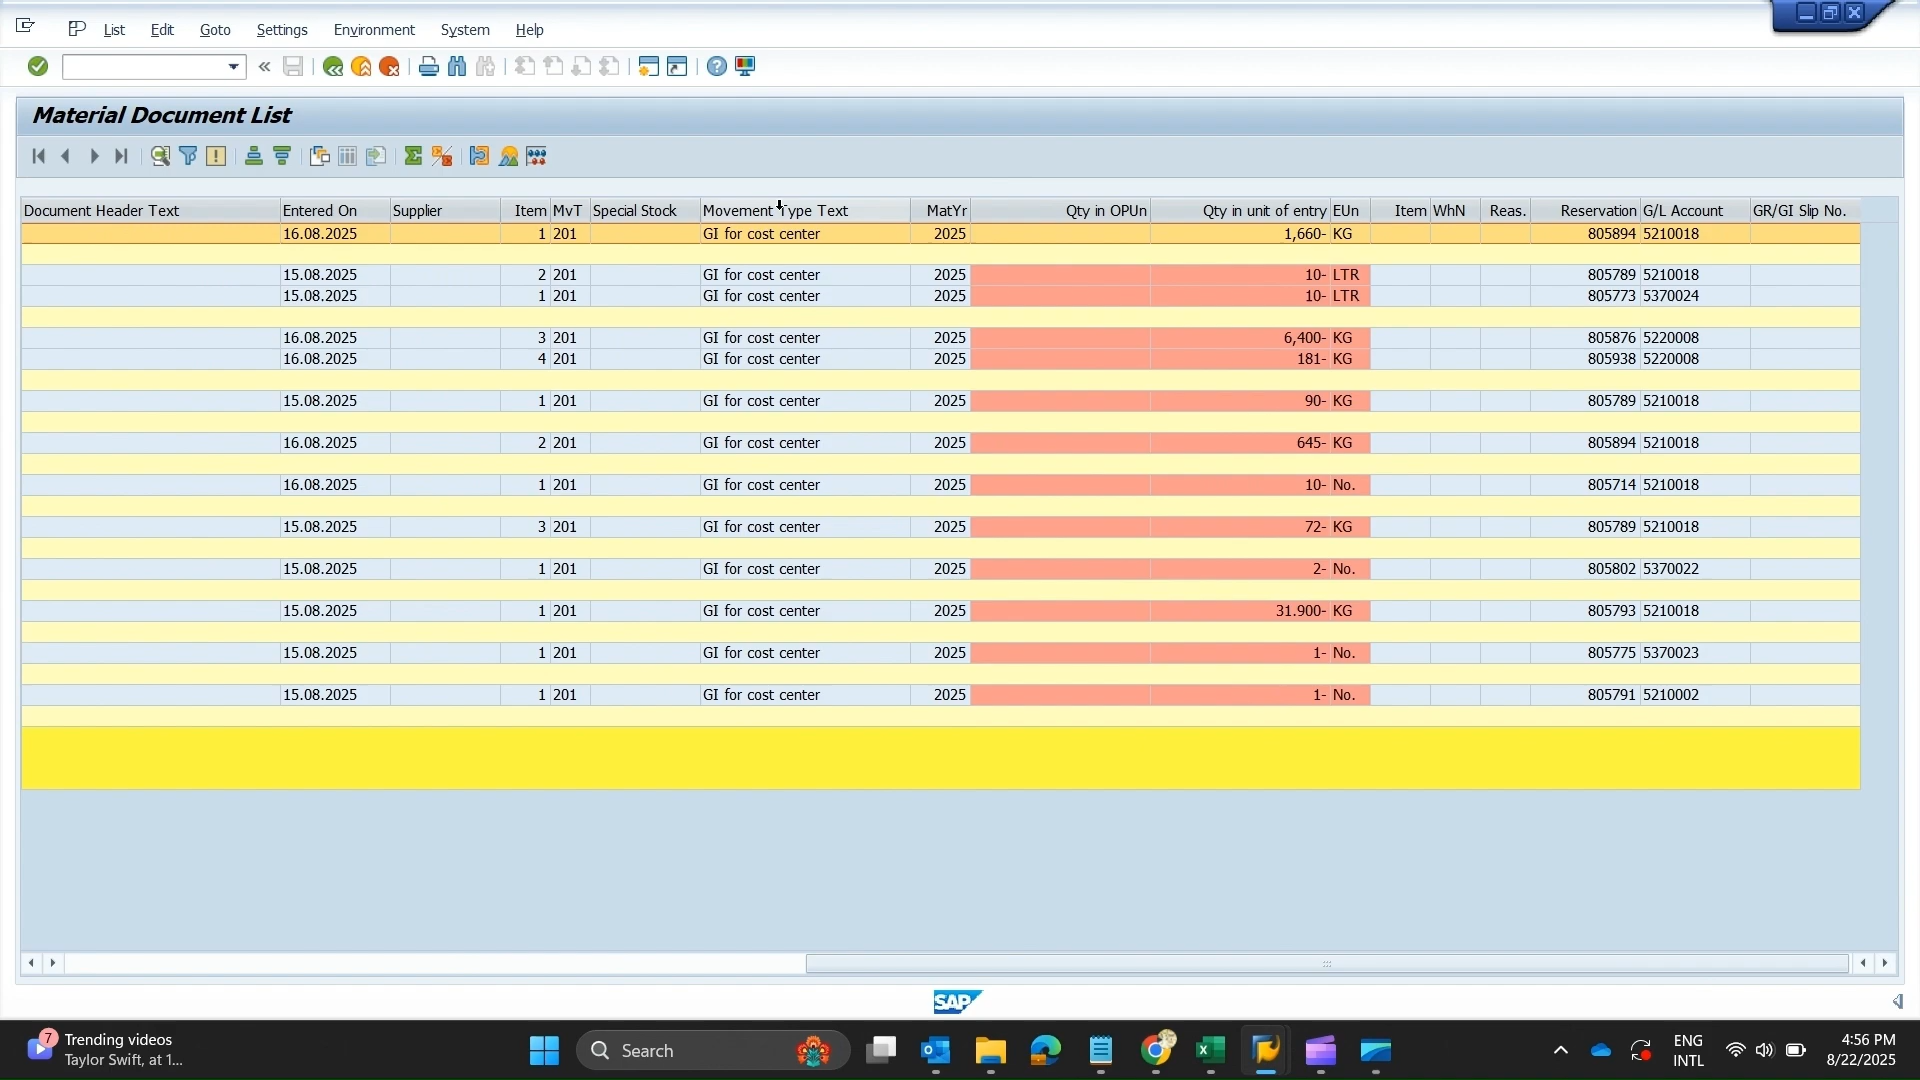 List Edit Goto Settings Environment System Help
Material Document List
Document Header Text Entered On Supplier Item MvT Special Stock Movement Type Text MatYr Qty in OPUn Qty in unit of entry EUn Item WhN Reas. Reservation G/L Account GR/GI Slip No.
16.08.2025 1 201 GI for cost center 2025 1,660- KG 805894 5210018
15.08.2025 2 201 GI for cost center 2025 10- LTR 805789 5210018
15.08.2025 1 201 GI for cost center 2025 10- LTR 805773 5370024
16.08.2025 3 201 GI for cost center 2025 6,400- KG 805876 5220008
16.08.2025 4 201 GI for cost center 2025 181- KG 805938 5220008
15.08.2025 1 201 GI for cost center 2025 90- KG 805789 5210018
16.08.2025 2 201 GI for cost center 2025 645- KG 805894 5210018
16.08.2025 1 201 GI for cost center 2025 10- No. 805714 5210018
15.08.2025 3 201 GI for cost center 2025 72- KG 805789 5210018
15.08.2025 1 201 GI for cost center 2025 2- No. 805802 5370022
15.08.2025 1 201 GI for cost center 2025 31.900- KG 805793 5210018
15.08.2025 1 201 GI for cost center 2025 1- No. 805775 5370023
15.08.2025 1 201 GI for cost center 2025 1- No. 805791 5210002
SAP
7 Trending videos
Taylor Swift, at 1...
Search
ENG
INTL
4:56 PM
8/22/2025